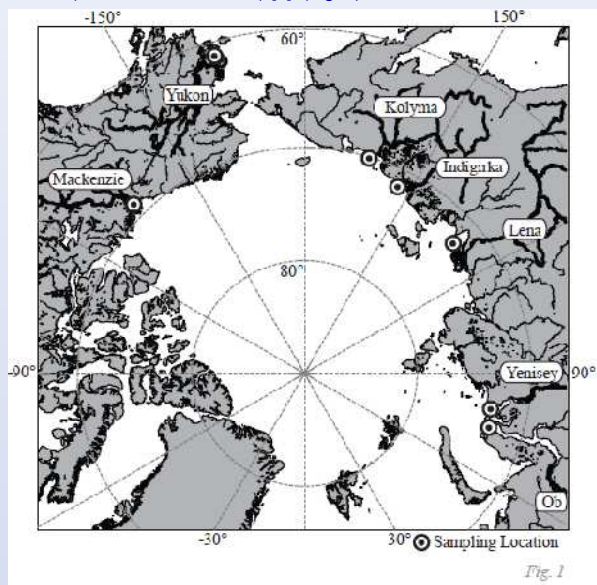 -150°
150°
60°
Yukon
Kolyma
Indigirka
Mackenzie
Lena
80°
-90°
90°
Yenisey
Ob
-30°
30°
Sampling Location
Fig. 1